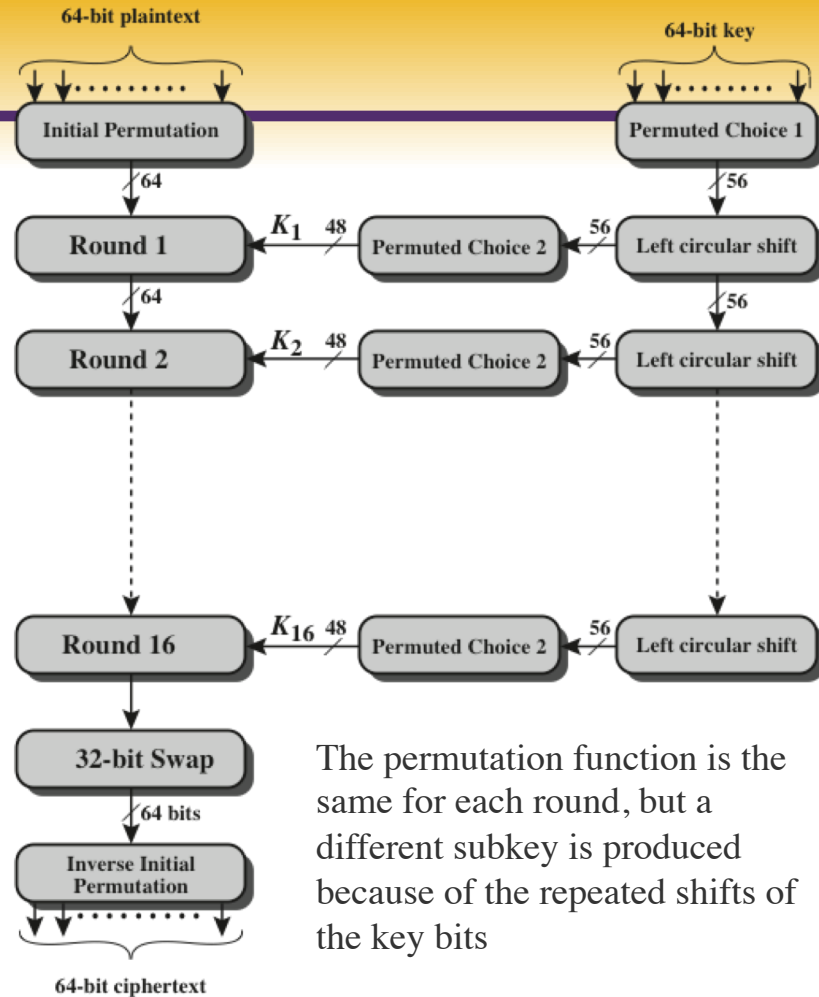 64-bit plaintext
64-bit key
Initial Permutation
Permuted Choice 1
64
56
Round 1
K1
48
Permuted Choice 2
56
Left circular shift
64
56
Round 2
K2
48
Permuted Choice 2
56
Left circular shift
Round 16
K16
48
Permuted Choice 2
56
Left circular shift
32-bit Swap
64 bits
Inverse Initial
Permutation
64-bit ciphertext
The permutation function is the
same for each round, but a
different subkey is produced
because of the repeated shifts of
the key bits